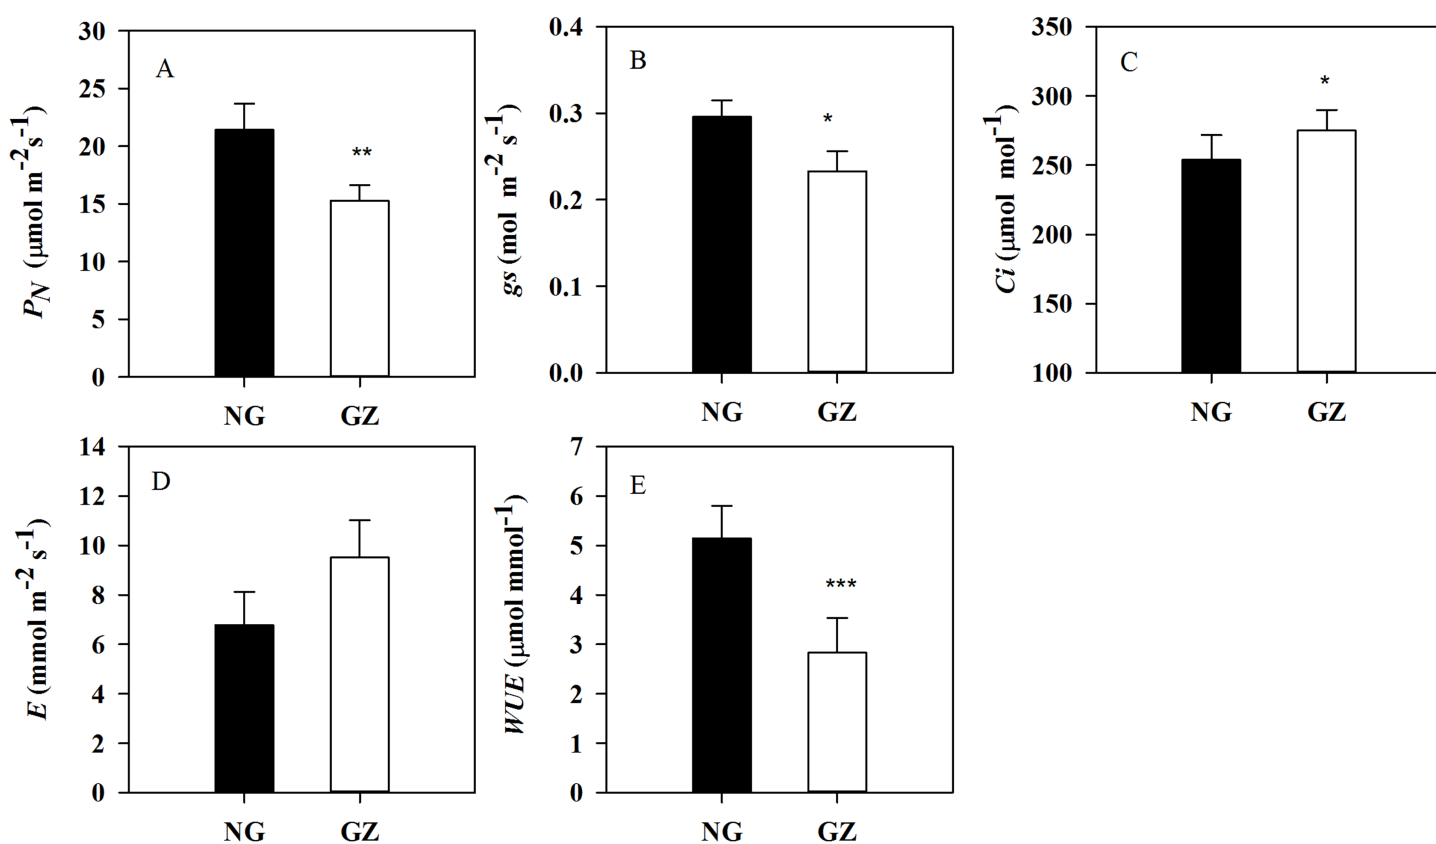 A
P_N (μmol m⁻²s⁻¹)
30
25
20
15
10
5
0
**
NG GZ
B
gs (mol m⁻² s⁻¹)
0.4
0.3
0.2
0.1
0.0
*
NG GZ
C
Ci (μmol mol⁻¹)
350
300
250
200
150
100
*
NG GZ
D
E (mmol m⁻² s⁻¹)
14
12
10
8
6
4
2
0
NG GZ
E
WUE (μmol mmol⁻¹)
7
6
5
4
3
2
1
0
***
NG GZ